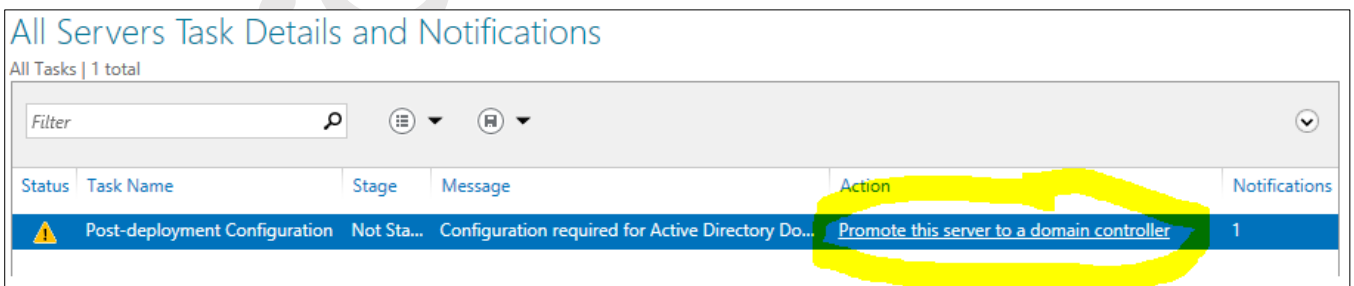 All Servers Task Details and Notifications
All Tasks | 1 total
Filter
Status Task Name Stage Message Action Notifications
Post-deployment Configuration Not Sta... Configuration required for Active Directory Do... Promote this server to a domain controller 1